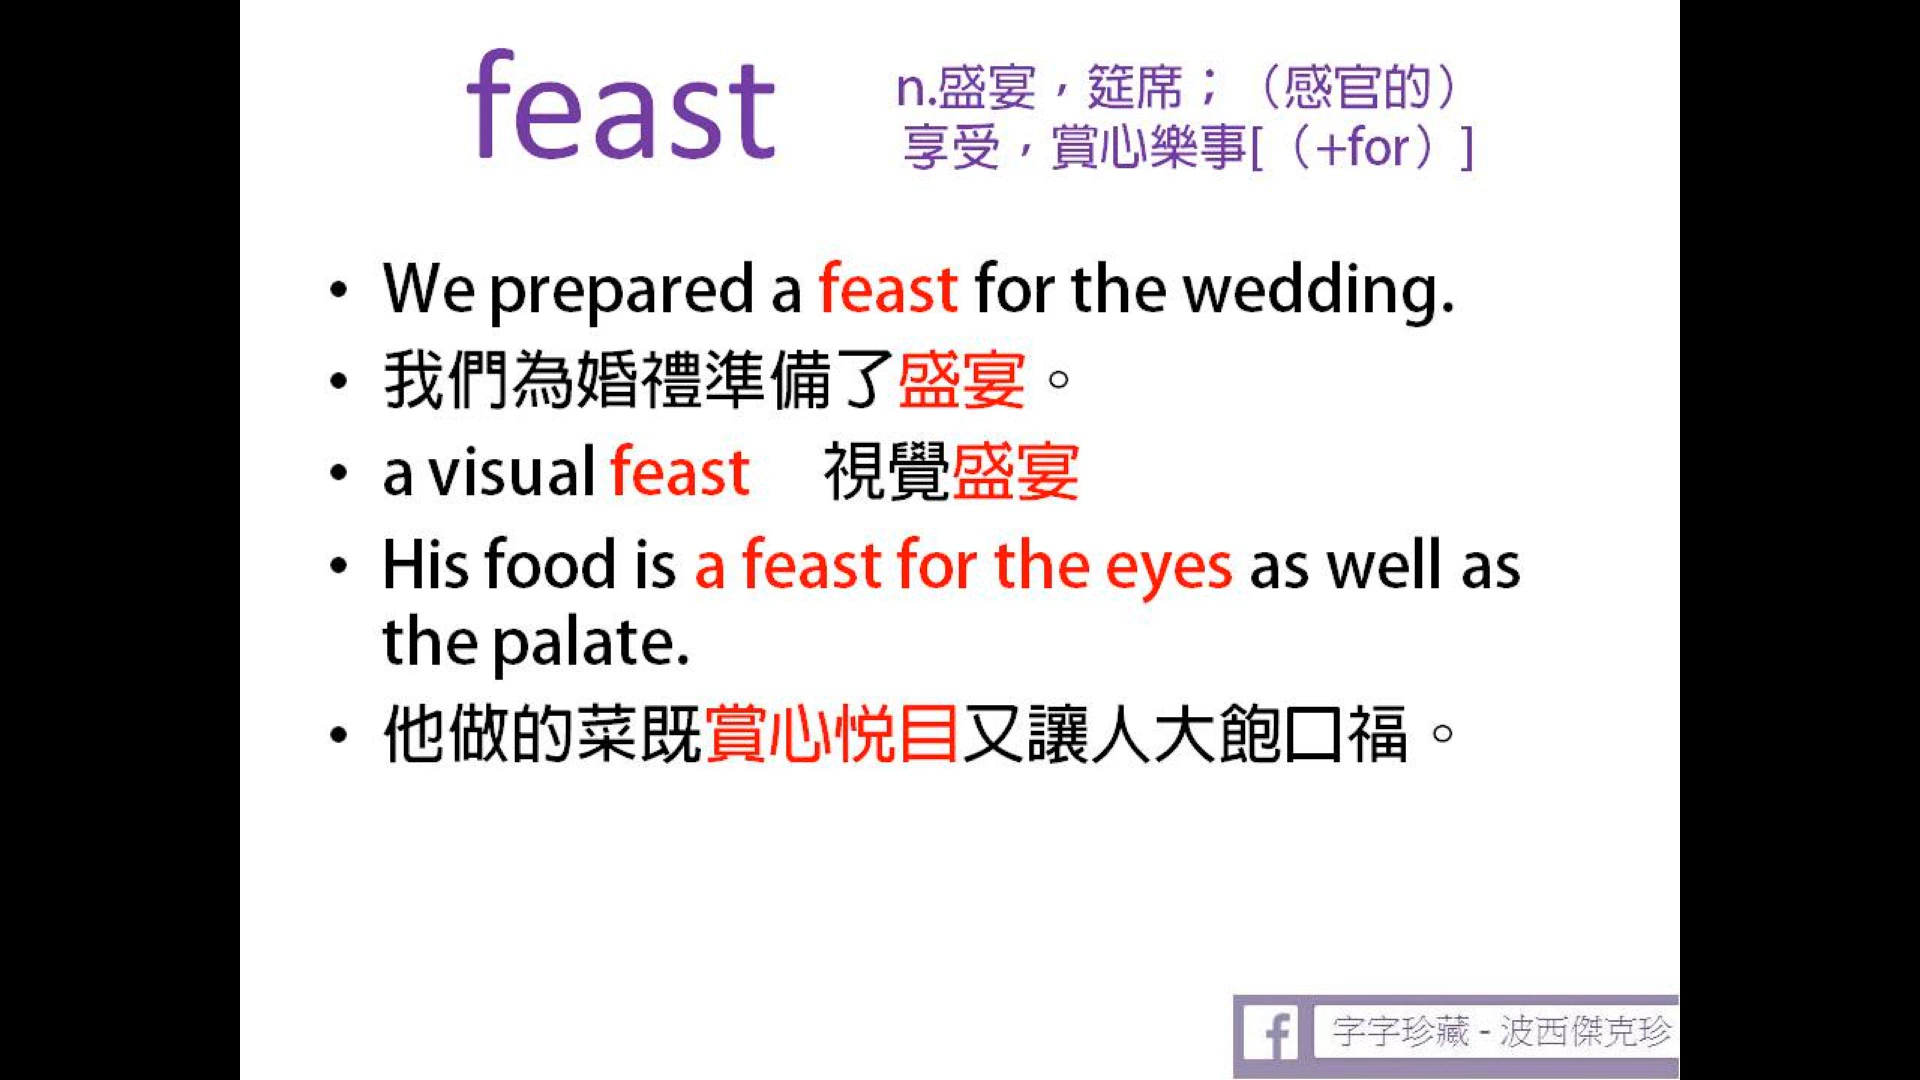 feast
n.盛宴，筵席；（感官的）
享受，賞心樂事[（+for）]
• We prepared a feast for the wedding.
• 我們為婚禮準備了盛宴。
• a visual feast 視覺盛宴
• His food is a feast for the eyes as well as
the palate.
• 他做的菜既賞心悅目又讓人大飽口福。
f 字字珍藏 - 波西傑克珍